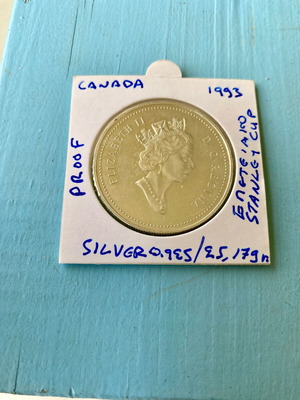 CANADA 1993
PROOF
ELIZABETH II D. G. REGINA
ΕΠΕΤΕΙΑΚΟ
STANLEY CUP
SILVER 0.925/25,17gr